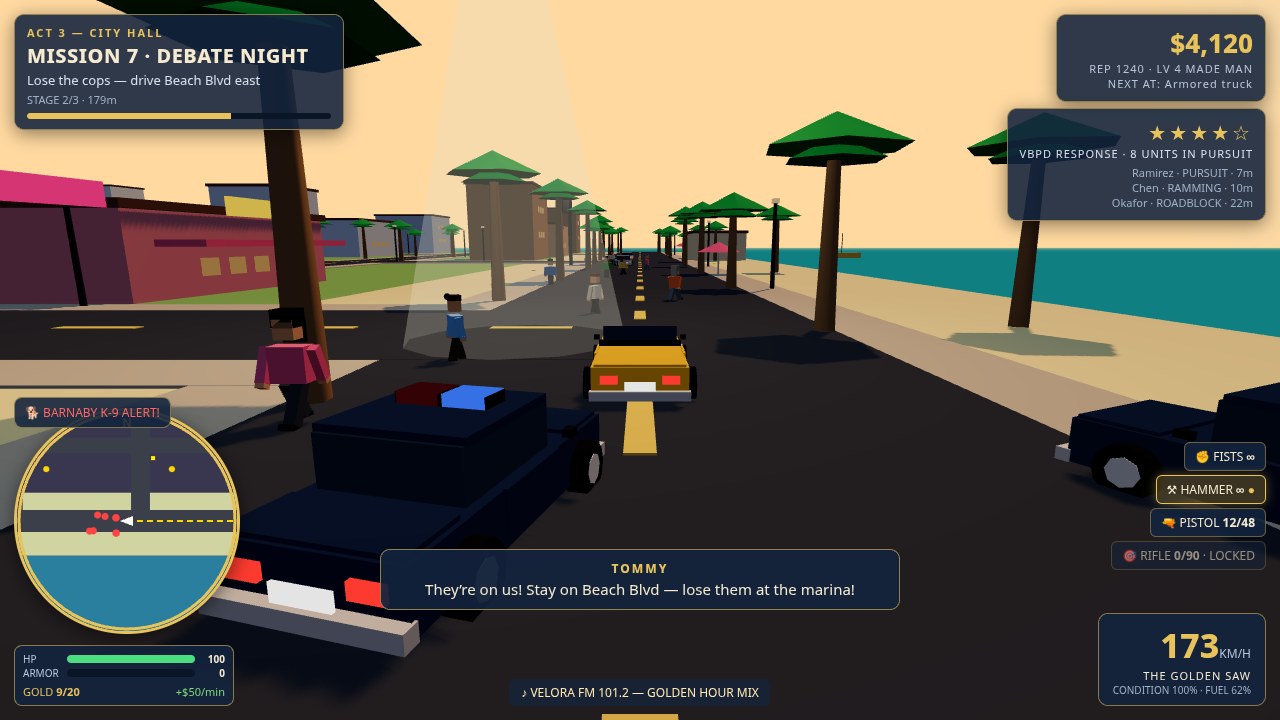 ACT 3 — CITY HALL
MISSION 7 · DEBATE NIGHT
Lose the cops — drive Beach Blvd east
STAGE 2/3 · 179m
$4,120
REP 1240 · LV 4 MADE MAN
NEXT AT: Armored truck
★★★★☆
VBPD RESPONSE · 8 UNITS IN PURSUIT
Ramirez · PURSUIT · 7m
Chen · RAMMING · 10m
Okafor · ROADBLOCK · 22m
🐕 BARNABY K-9 ALERT!
N
✊ FISTS ∞
⚒ HAMMER ∞ ●
🔫 PISTOL 12/48
🎯 RIFLE 0/90 · LOCKED
TOMMY
They’re on us! Stay on Beach Blvd — lose them at the marina!
HP 100
ARMOR 0
GOLD 9/20 +$50/min
♪ VELORA FM 101.2 — GOLDEN HOUR MIX
173 KM/H
THE GOLDEN SAW
CONDITION 100% · FUEL 62%